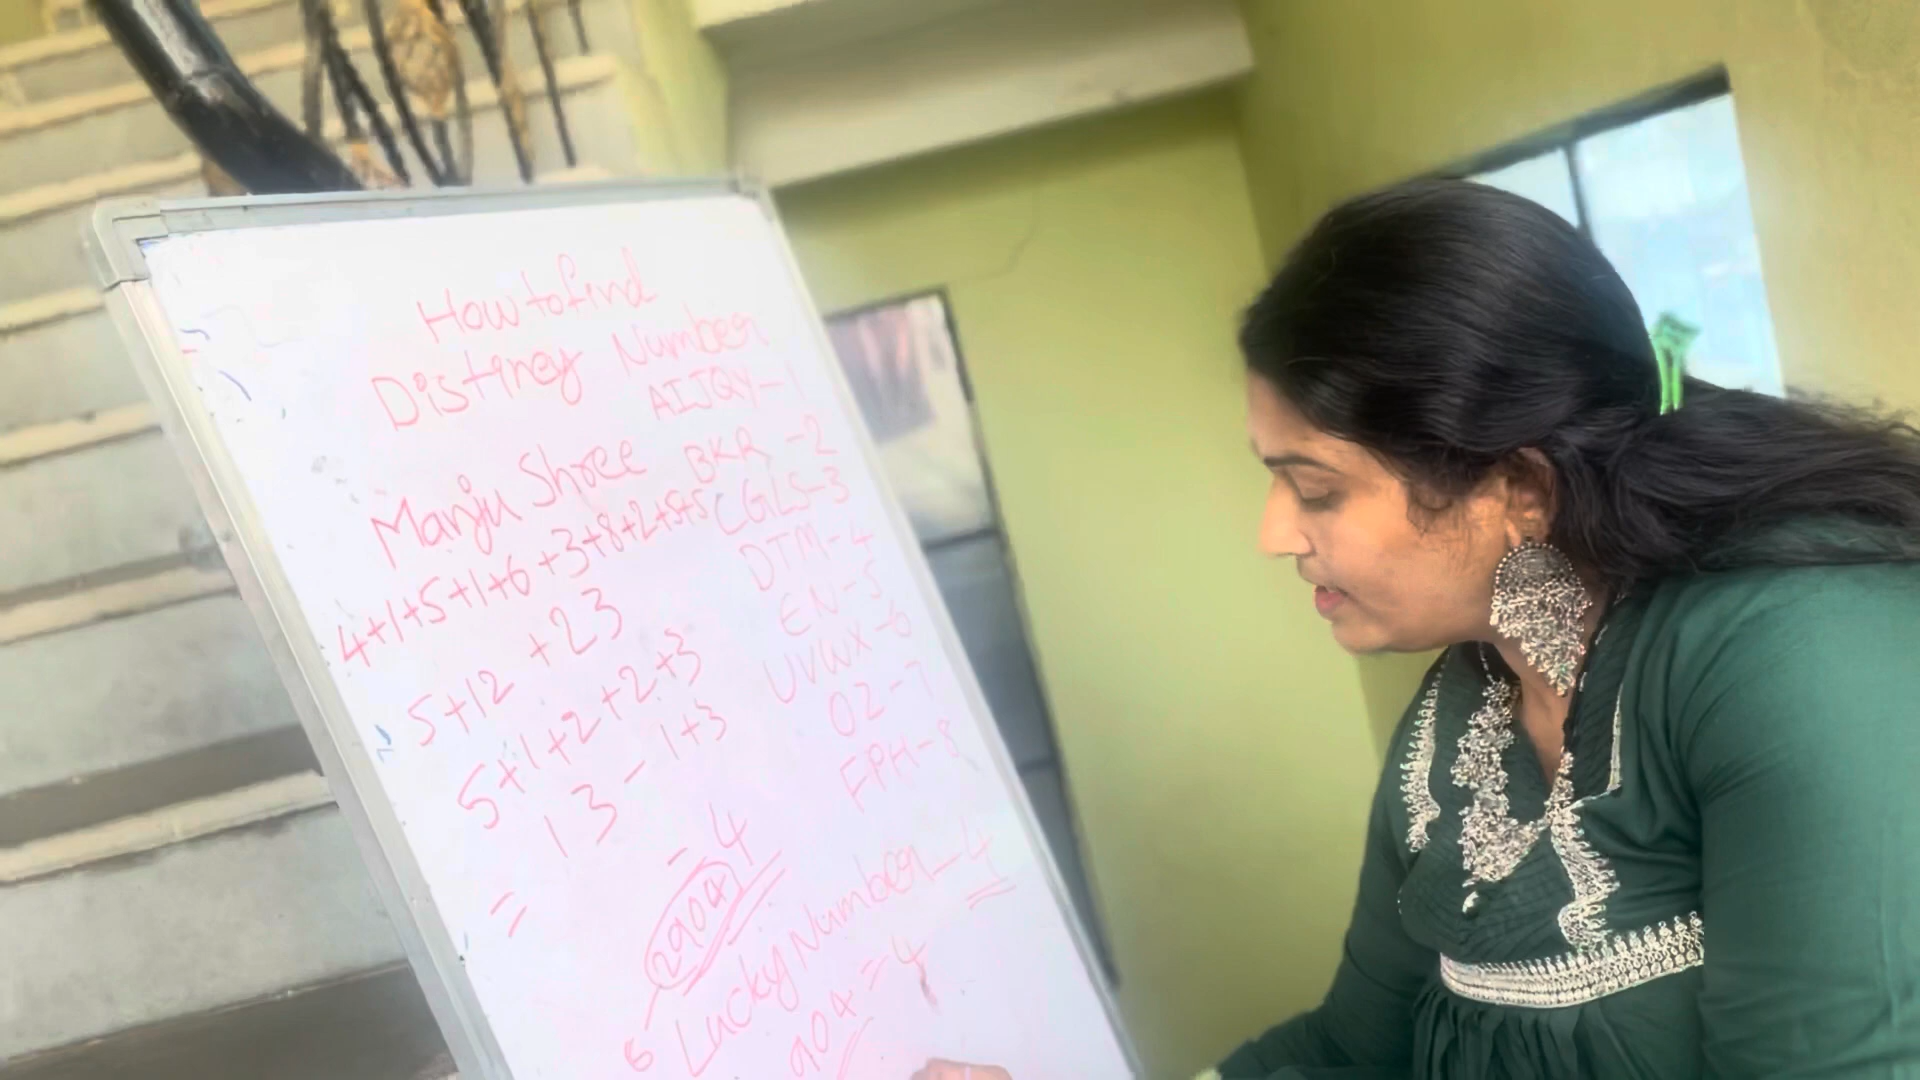 How to find
Distiney Number
AIJQY-1
Manju Shree
BKR -2
4+1+5+1+6+3+8+2+5+5
CGLS-3
DTM-4
5+12 +23
EN-5
5+1+2+2+3
UVWX-6
13-1+3
OZ-7
FPH-8
= -4
2904
Lucky Number-4
6
904=4